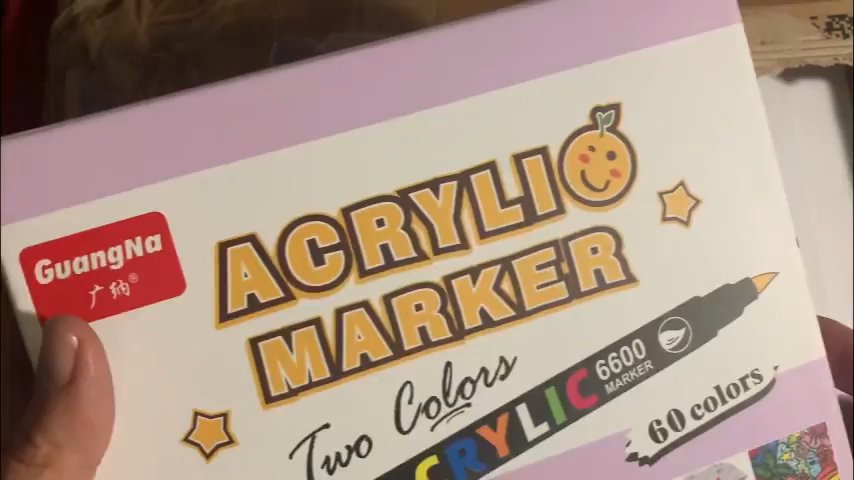 GuangNa
广纳®
ACRYLIC
MARKER
Two Colors
ACRYLIC 6600
MARKER
60 colors